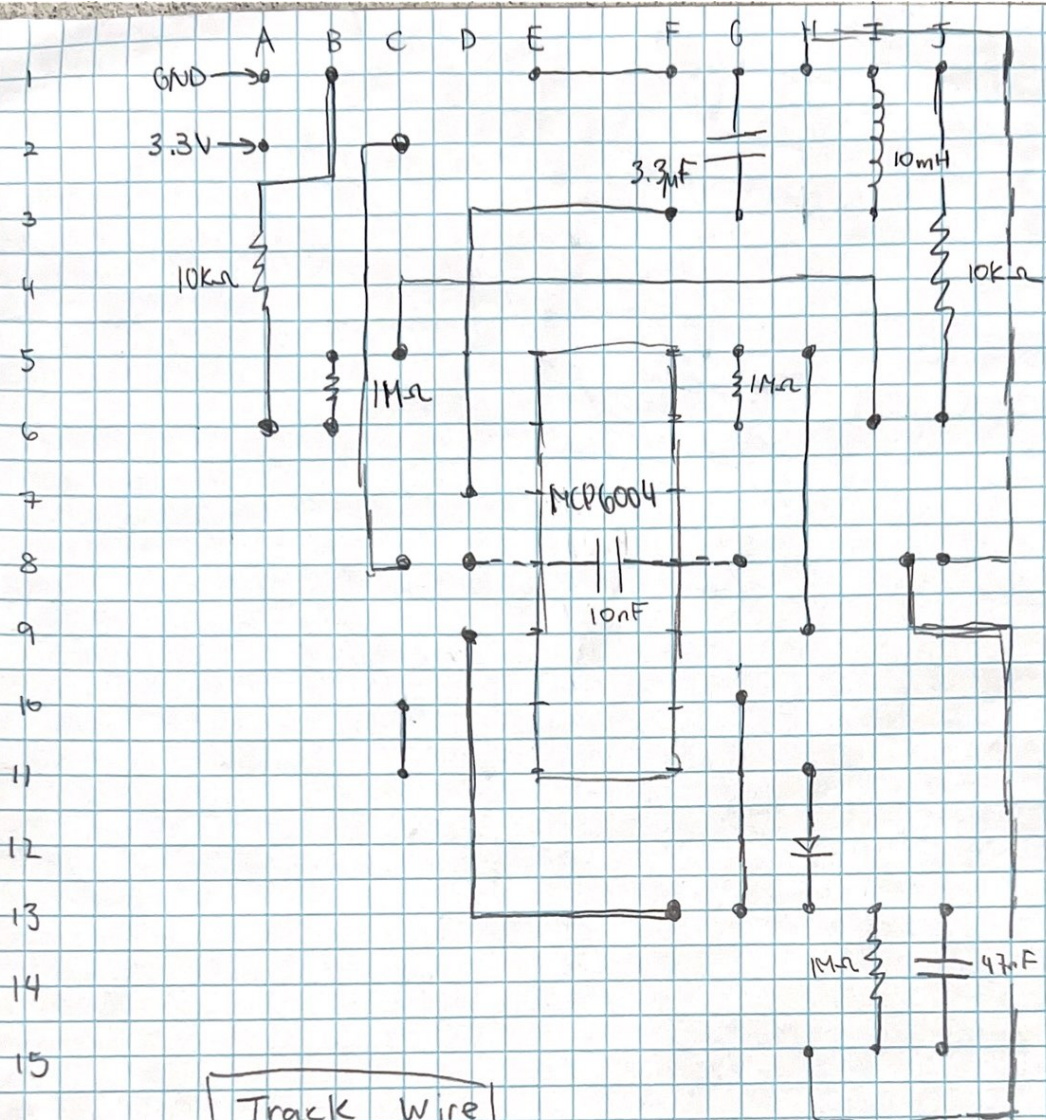 A B C D E F G H I J
GND 1
3.3V 2
10mH
3.3µF
3
10KΩ 4 10KΩ
5
1MΩ 1MΩ
6
MCP6004
7
8
10nF
9
10
11
12
13
1MΩ 47nF
14
15
Track Wire